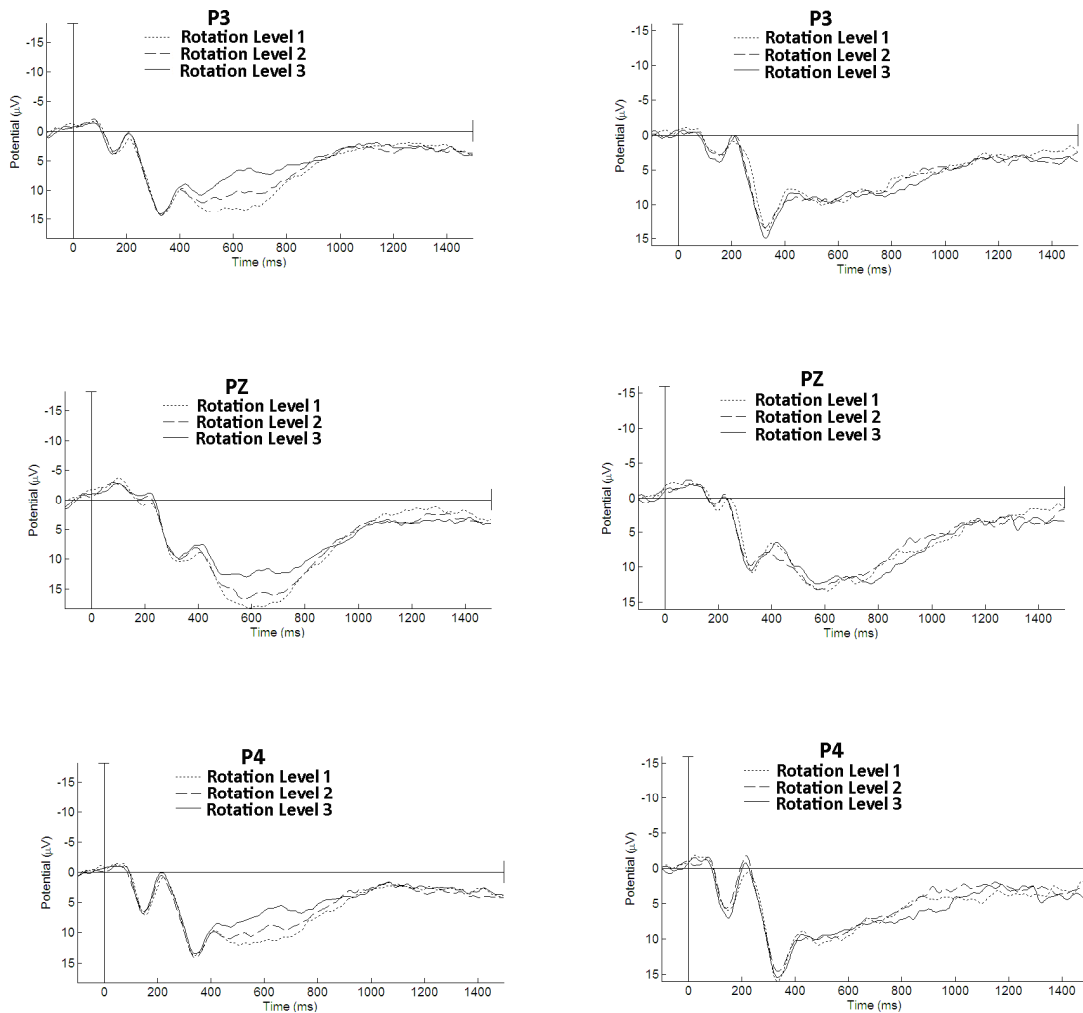 P3
Rotation Level 1
Rotation Level 2
Rotation Level 3
-15
-10
-5
0
5
10
15
Potential (µV)
0 200 400 600 800 1000 1200 1400
Time (ms)
P3
Rotation Level 1
Rotation Level 2
Rotation Level 3
-15
-10
-5
0
5
10
15
Potential (µV)
0 200 400 600 800 1000 1200 1400
Time (ms)
PZ
Rotation Level 1
Rotation Level 2
Rotation Level 3
-15
-10
-5
0
5
10
15
Potential (µV)
0 200 400 600 800 1000 1200 1400
Time (ms)
PZ
Rotation Level 1
Rotation Level 2
Rotation Level 3
-15
-10
-5
0
5
10
15
Potential (µV)
0 200 400 600 800 1000 1200 1400
Time (ms)
P4
Rotation Level 1
Rotation Level 2
Rotation Level 3
-15
-10
-5
0
5
10
15
Potential (µV)
0 200 400 600 800 1000 1200 1400
Time (ms)
P4
Rotation Level 1
Rotation Level 2
Rotation Level 3
-15
-10
-5
0
5
10
15
Potential (µV)
0 200 400 600 800 1000 1200 1400
Time (ms)